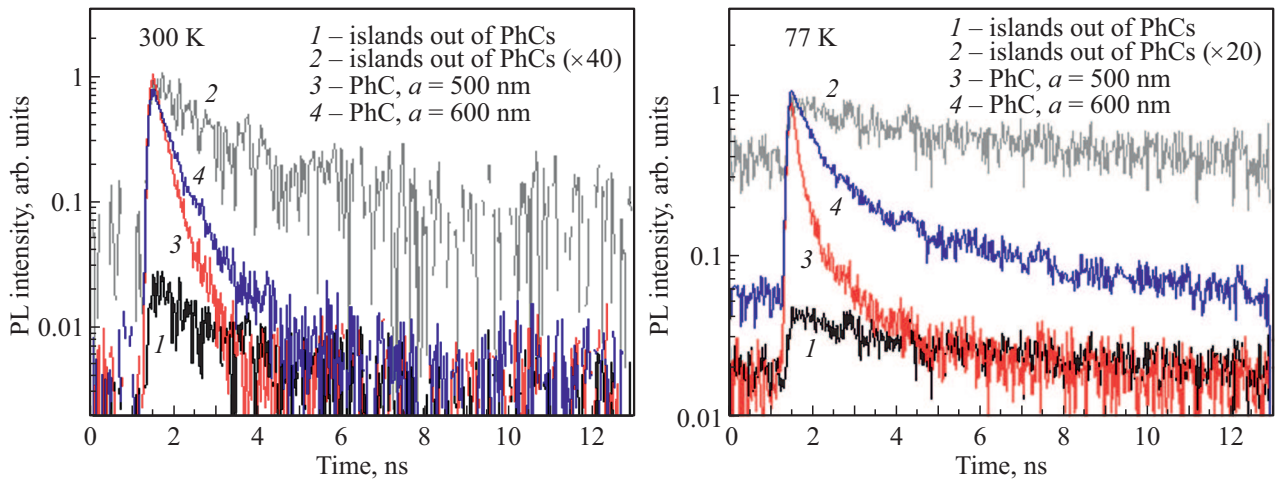 300 K
1 – islands out of PhCs
2 – islands out of PhCs (×40)
3 – PhC, a = 500 nm
4 – PhC, a = 600 nm
PL intensity, arb. units
1
0.1
0.01
2
4
3
1
0 2 4 6 8 10 12
Time, ns
77 K
1 – islands out of PhCs
2 – islands out of PhCs (×20)
3 – PhC, a = 500 nm
4 – PhC, a = 600 nm
PL intensity, arb. units
1
0.1
0.01
2
4
3
1
0 2 4 6 8 10 12
Time, ns